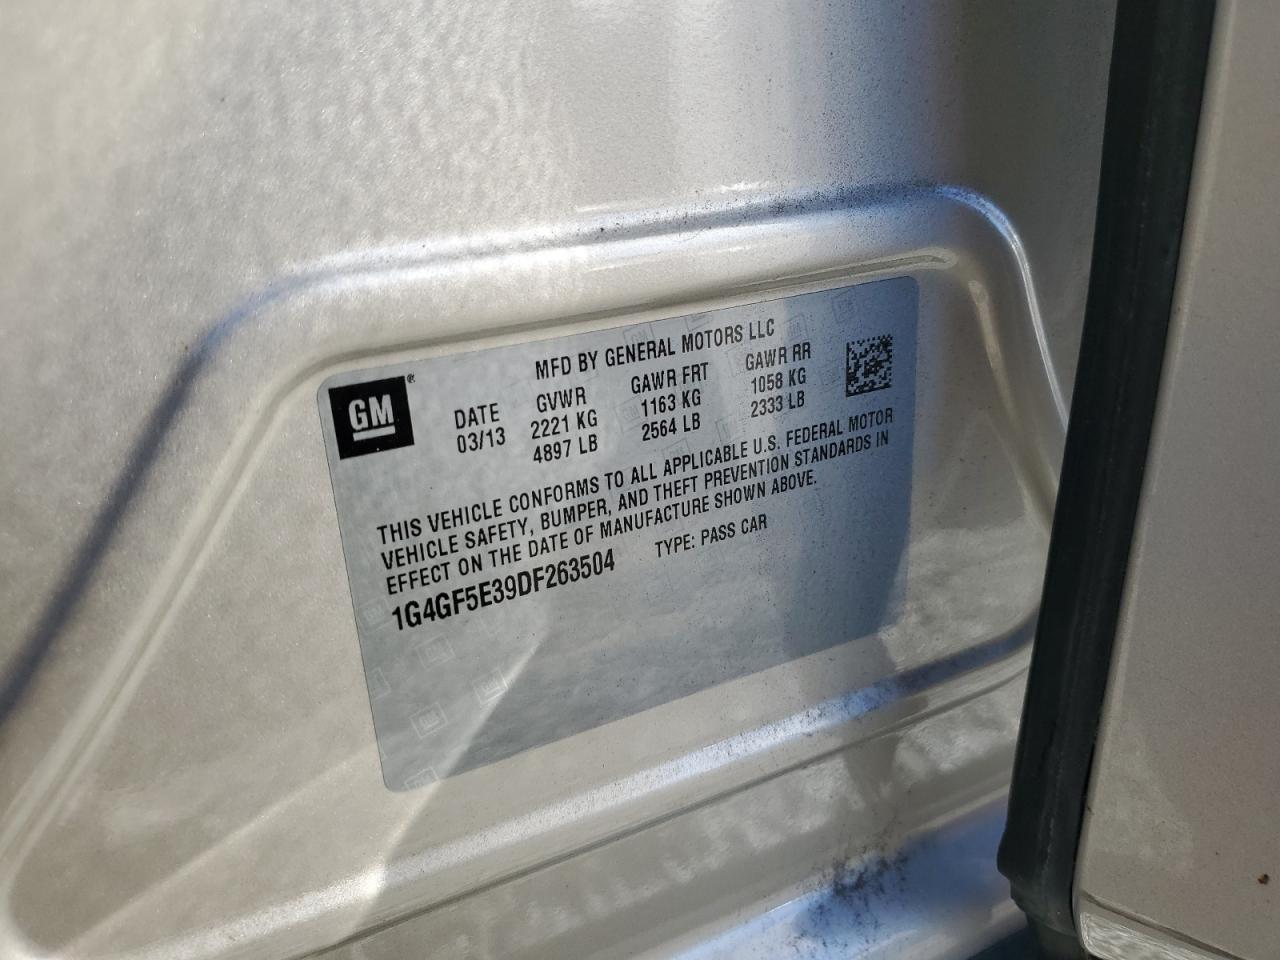 MFD BY GENERAL MOTORS LLC
GM®
DATE GVWR GAWR FRT GAWR RR
03/13 2221 KG 1163 KG 1058 KG
4897 LB 2564 LB 2333 LB
THIS VEHICLE CONFORMS TO ALL APPLICABLE U.S. FEDERAL MOTOR
VEHICLE SAFETY, BUMPER, AND THEFT PREVENTION STANDARDS IN
EFFECT ON THE DATE OF MANUFACTURE SHOWN ABOVE.
1G4GF5E39DF263504 TYPE: PASS CAR